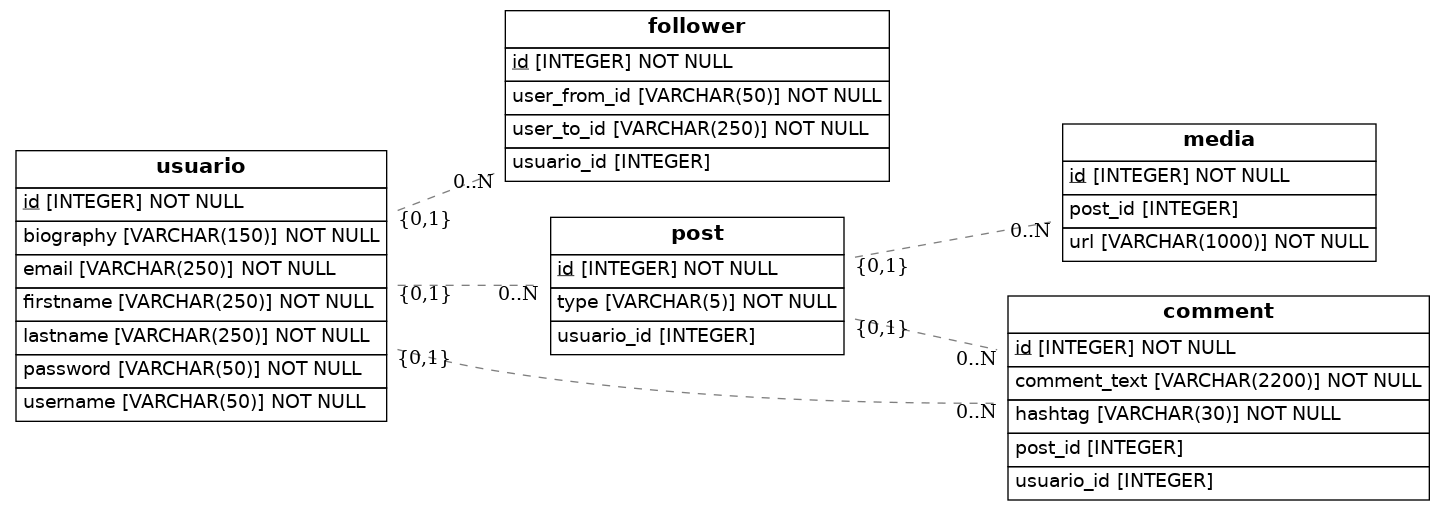 follower
id [INTEGER] NOT NULL
user_from_id [VARCHAR(50)] NOT NULL
user_to_id [VARCHAR(250)] NOT NULL
usuario_id [INTEGER]
usuario
id [INTEGER] NOT NULL
biography [VARCHAR(150)] NOT NULL
email [VARCHAR(250)] NOT NULL
firstname [VARCHAR(250)] NOT NULL
lastname [VARCHAR(250)] NOT NULL
password [VARCHAR(50)] NOT NULL
username [VARCHAR(50)] NOT NULL
0..N
{0,1}
{0,1}
0..N
{0,1}
0..N
post
id [INTEGER] NOT NULL
type [VARCHAR(5)] NOT NULL
usuario_id [INTEGER]
0..N
{0,1}
{0,1}
0..N
media
id [INTEGER] NOT NULL
post_id [INTEGER]
url [VARCHAR(1000)] NOT NULL
comment
id [INTEGER] NOT NULL
comment_text [VARCHAR(2200)] NOT NULL
hashtag [VARCHAR(30)] NOT NULL
post_id [INTEGER]
usuario_id [INTEGER]